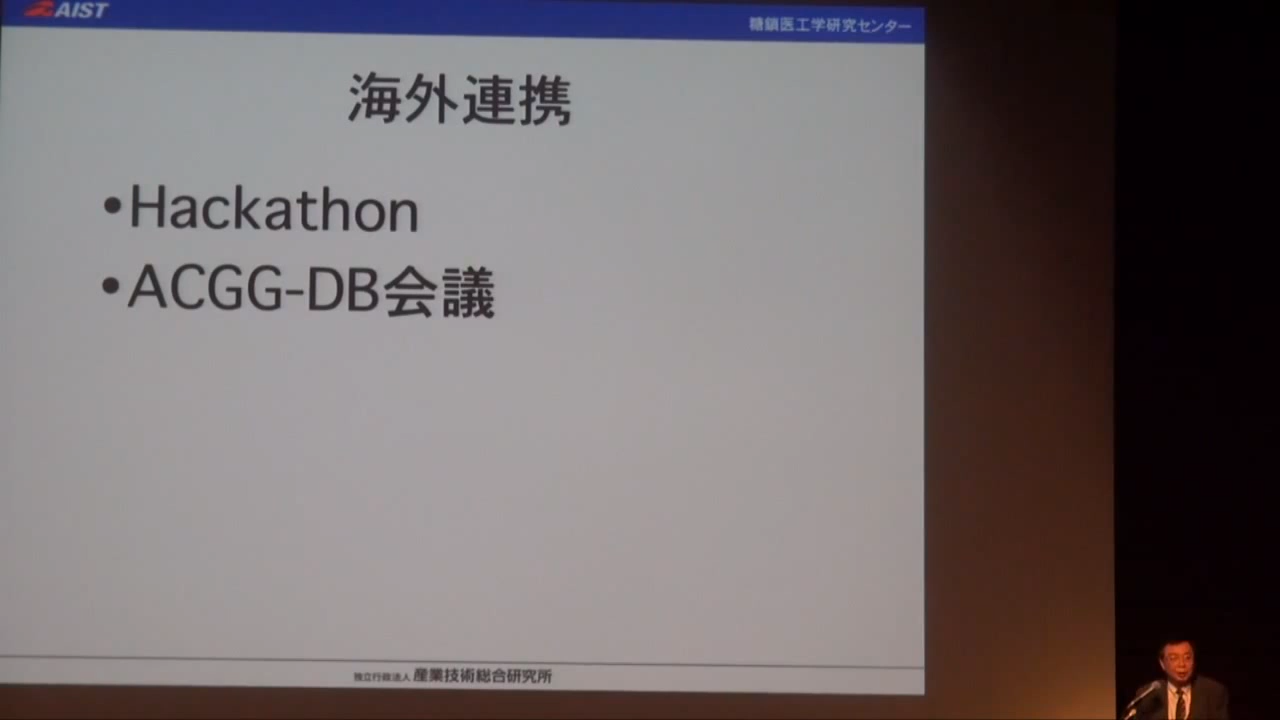 AIST
糖鎖医工学研究センター
海外連携
•Hackathon
•ACGG-DB会議
独立行政法人 産業技術総合研究所